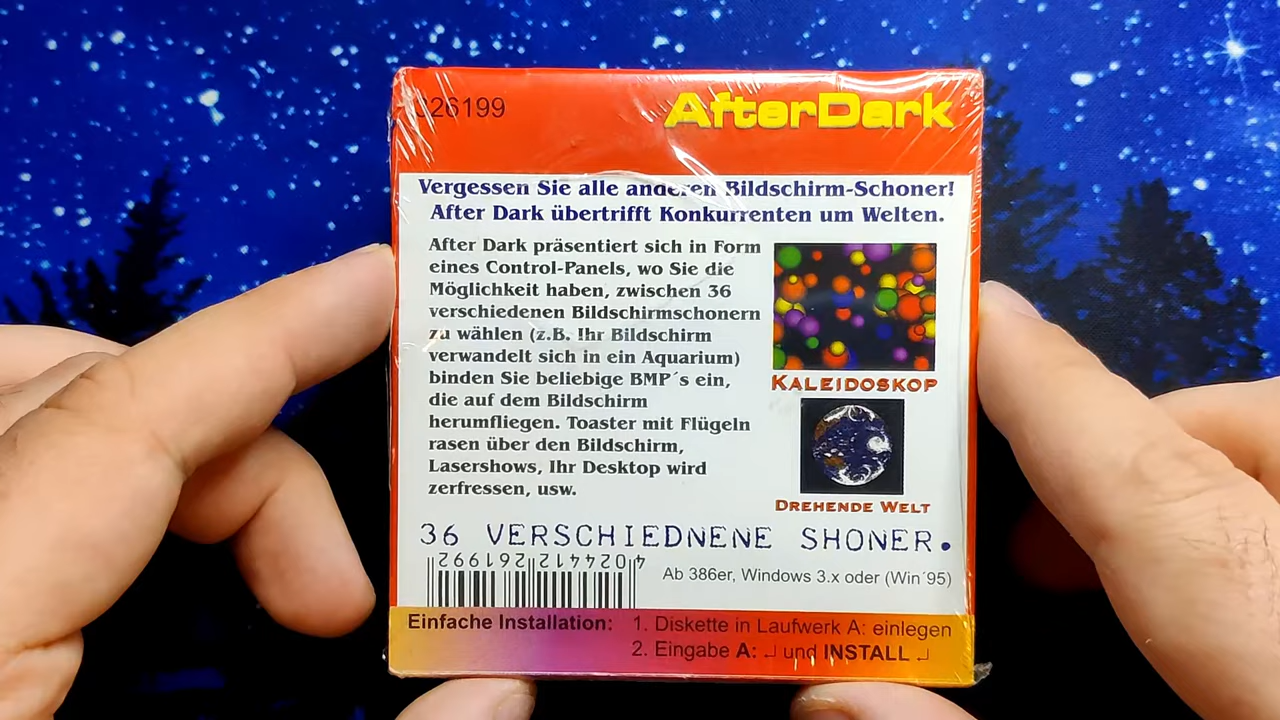 26199
AfterDark
Vergessen Sie alle anderen Bildschirm-Schoner!
After Dark übertrifft Konkurrenten um Welten.
After Dark präsentiert sich in Form
eines Control-Panels, wo Sie die
Möglichkeit haben, zwischen 36
verschiedenen Bildschirmschonern
zu wählen (z.B. Ihr Bildschirm
verwandelt sich in ein Aquarium)
binden Sie beliebige BMP´s ein,
die auf dem Bildschirm
herumfliegen. Toaster mit Flügeln
rasen über den Bildschirm,
Lasershows, Ihr Desktop wird
zerfressen, usw.
KALEIDOSKOP
DREHENDE WELT
36 VERSCHIEDNENE SHONER.
4 024412 261992
Ab 386er, Windows 3.x oder (Win´95)
Einfache Installation: 1. Diskette in Laufwerk A: einlegen
2. Eingabe A: ↵ und INSTALL ↵